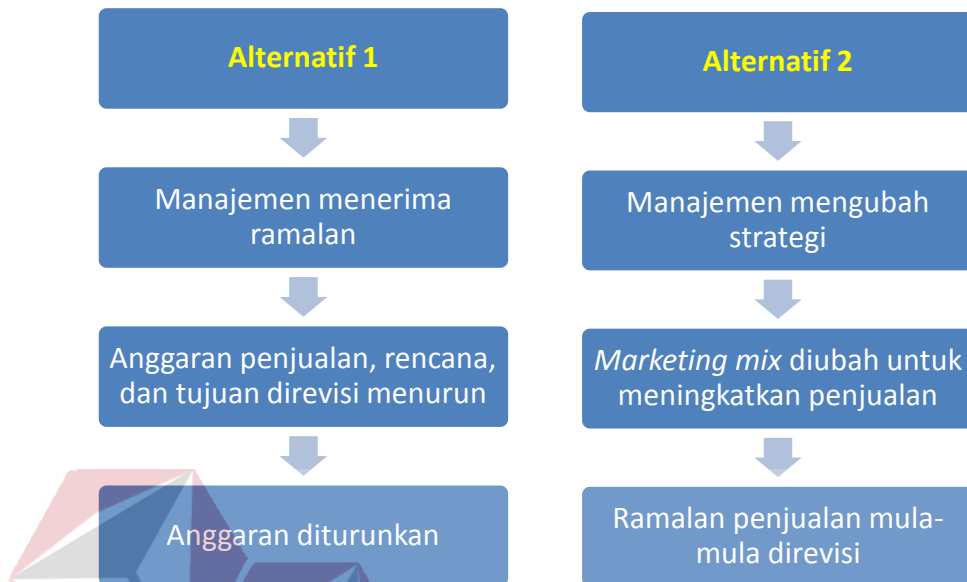 Alternatif 1
Manajemen menerima
ramalan
Anggaran penjualan, rencana,
dan tujuan direvisi menurun
Anggaran diturunkan
Alternatif 2
Manajemen mengubah
strategi
Marketing mix diubah untuk
meningkatkan penjualan
Ramalan penjualan mula-
mula direvisi